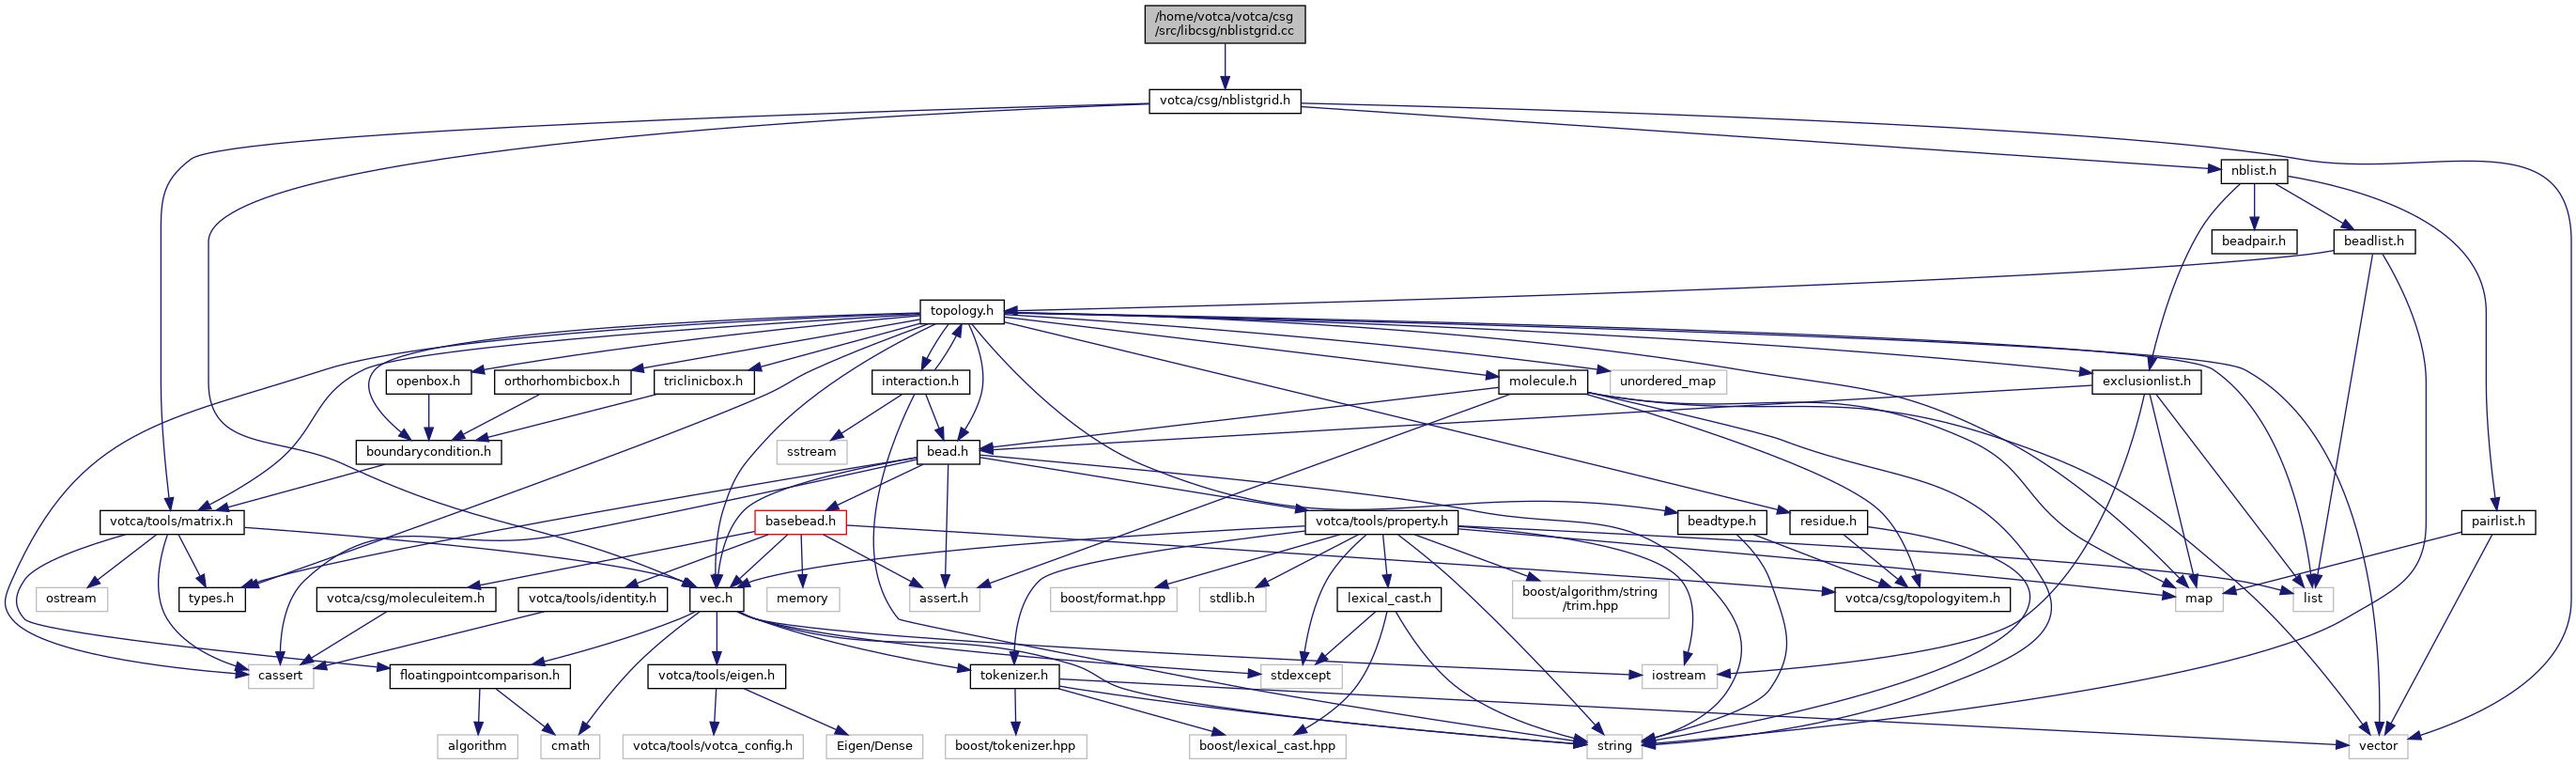 /home/votca/votca/csg
/src/libcsg/nblistgrid.cc
votca/csg/nblistgrid.h
nblist.h
beadpair.h
beadlist.h
topology.h
openbox.h
orthorhombicbox.h
triclinicbox.h
interaction.h
molecule.h
unordered_map
exclusionlist.h
boundarycondition.h
sstream
bead.h
votca/tools/matrix.h
basebead.h
votca/tools/property.h
beadtype.h
residue.h
pairlist.h
ostream
types.h
votca/csg/moleculeitem.h
votca/tools/identity.h
vec.h
memory
assert.h
boost/format.hpp
stdlib.h
lexical_cast.h
boost/algorithm/string
/trim.hpp
votca/csg/topologyitem.h
map
list
cassert
floatingpointcomparison.h
votca/tools/eigen.h
tokenizer.h
stdexcept
iostream
algorithm
cmath
votca/tools/votca_config.h
Eigen/Dense
boost/tokenizer.hpp
boost/lexical_cast.hpp
string
vector